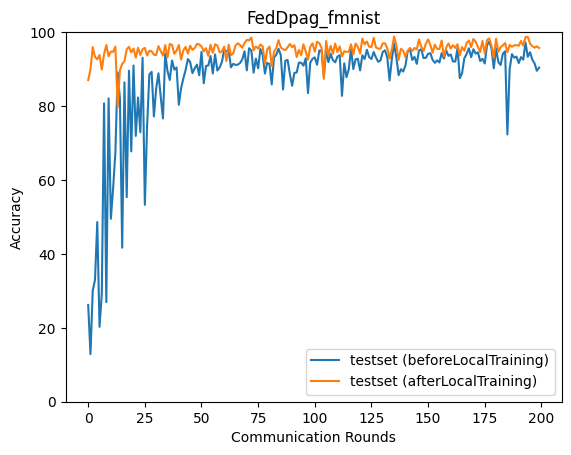 FedDpag_fmnist
Accuracy
100
80
60
40
20
0
0 25 50 75 100 125 150 175 200
Communication Rounds
testset (beforeLocalTraining)
testset (afterLocalTraining)